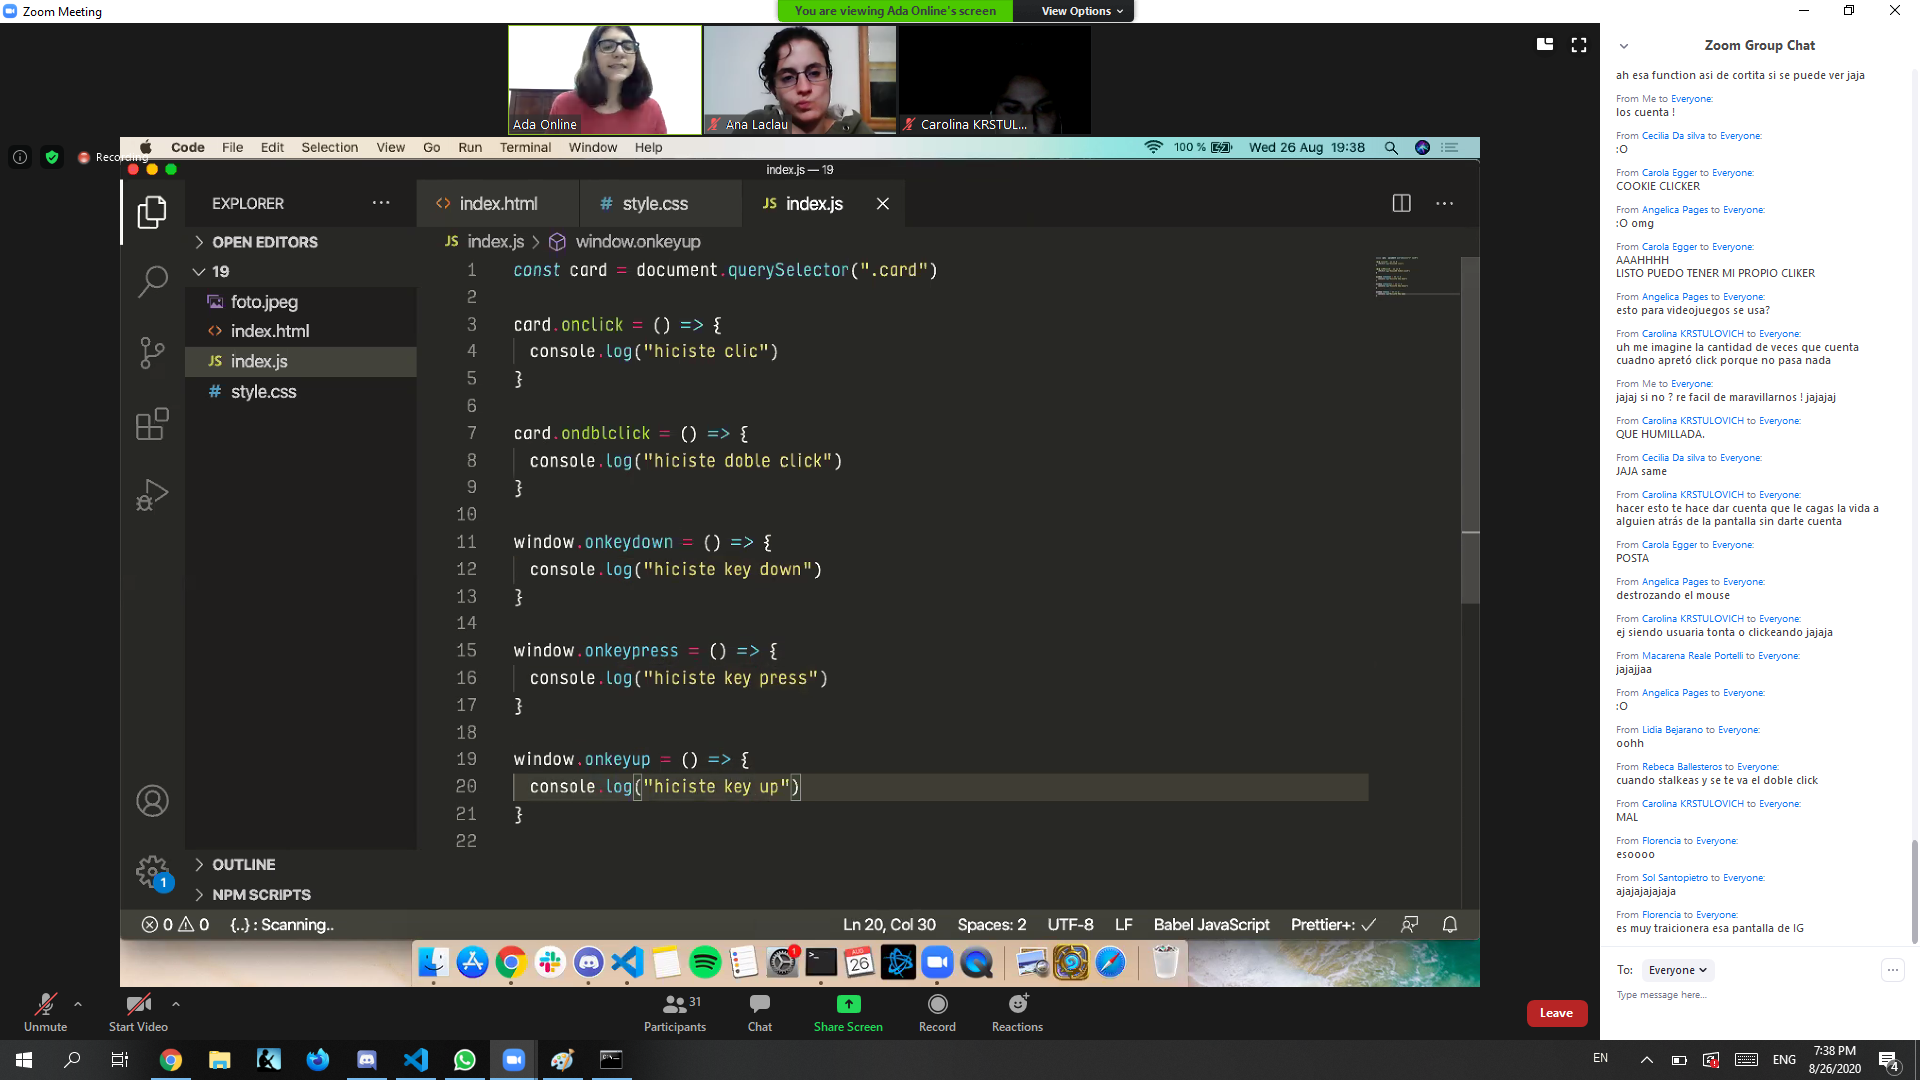 Zoom Meeting
You are viewing Ada Online's screen
View Options
Ada Online
Ana Laclau
Carolina KRSTUL...
Recording
Code File Edit Selection View Go Run Terminal Window Help
100 % Wed 26 Aug 19:38
index.js — 19
EXPLORER
OPEN EDITORS
19
foto.jpeg
index.html
index.js
style.css
OUTLINE
NPM SCRIPTS
index.html
style.css
JS index.js
JS index.js > window.onkeyup
1 const card = document.querySelector(".card")
2
3 card.onclick = () => {
4 console.log("hiciste clic")
5 }
6
7 card.ondblclick = () => {
8 console.log("hiciste doble click")
9 }
10
11 window.onkeydown = () => {
12 console.log("hiciste key down")
13 }
14
15 window.onkeypress = () => {
16 console.log("hiciste key press")
17 }
18
19 window.onkeyup = () => {
20 console.log("hiciste key up")
21 }
22
1
0 0 {..} : Scanning..
Ln 20, Col 30 Spaces: 2 UTF-8 LF Babel JavaScript Prettier+: ✓
AUG
26
1
Unmute
Start Video
31
Participants
Chat
Share Screen
Record
Reactions
Leave
Zoom Group Chat
ah esa function asi de cortita si se puede ver jaja
From Me to Everyone:
los cuenta !
From Cecilia Da silva to Everyone:
:O
From Carola Egger to Everyone:
COOKIE CLICKER
From Angelica Pages to Everyone:
:O omg
From Carola Egger to Everyone:
AAAHHHH
LISTO PUEDO TENER MI PROPIO CLIKER
From Angelica Pages to Everyone:
esto para videojuegos se usa?
From Carolina KRSTULOVICH to Everyone:
uh me imagine la cantidad de veces que cuenta
cuadno apretó click porque no pasa nada
From Me to Everyone:
jajaj si no ? re facil de maravillarnos ! jajajaj
From Carolina KRSTULOVICH to Everyone:
QUE HUMILLADA.
From Cecilia Da silva to Everyone:
JAJA same
From Carolina KRSTULOVICH to Everyone:
hacer esto te hace dar cuenta que le cagas la vida a
alguien atrás de la pantalla sin darte cuenta
From Carola Egger to Everyone:
POSTA
From Angelica Pages to Everyone:
destrozando el mouse
From Carolina KRSTULOVICH to Everyone:
ej siendo usuaria tonta o clickeando jajaja
From Macarena Reale Portelli to Everyone:
jajajjaa
From Angelica Pages to Everyone:
:O
From Lidia Bejarano to Everyone:
oohh
From Rebeca Ballesteros to Everyone:
cuando stalkeas y se te va el doble click
From Carolina KRSTULOVICH to Everyone:
MAL
From Florencia to Everyone:
esoooo
From Sol Santopietro to Everyone:
ajajajajajaja
From Florencia to Everyone:
es muy traicionera esa pantalla de IG
To: Everyone
Type message here...
EN
ENG
7:38 PM
8/26/2020
4